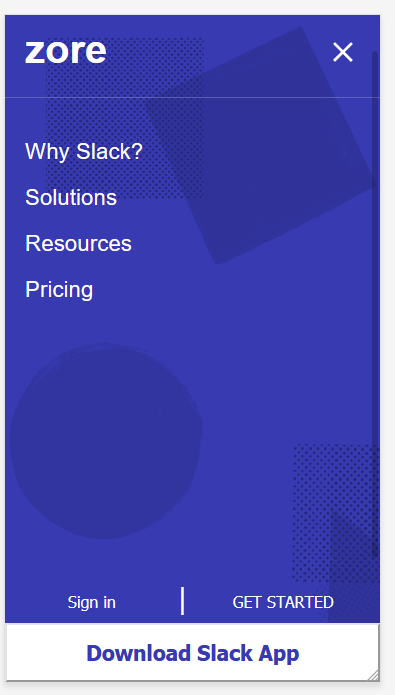 zore
Why Slack?
Solutions
Resources
Pricing
Sign in | GET STARTED
Download Slack App